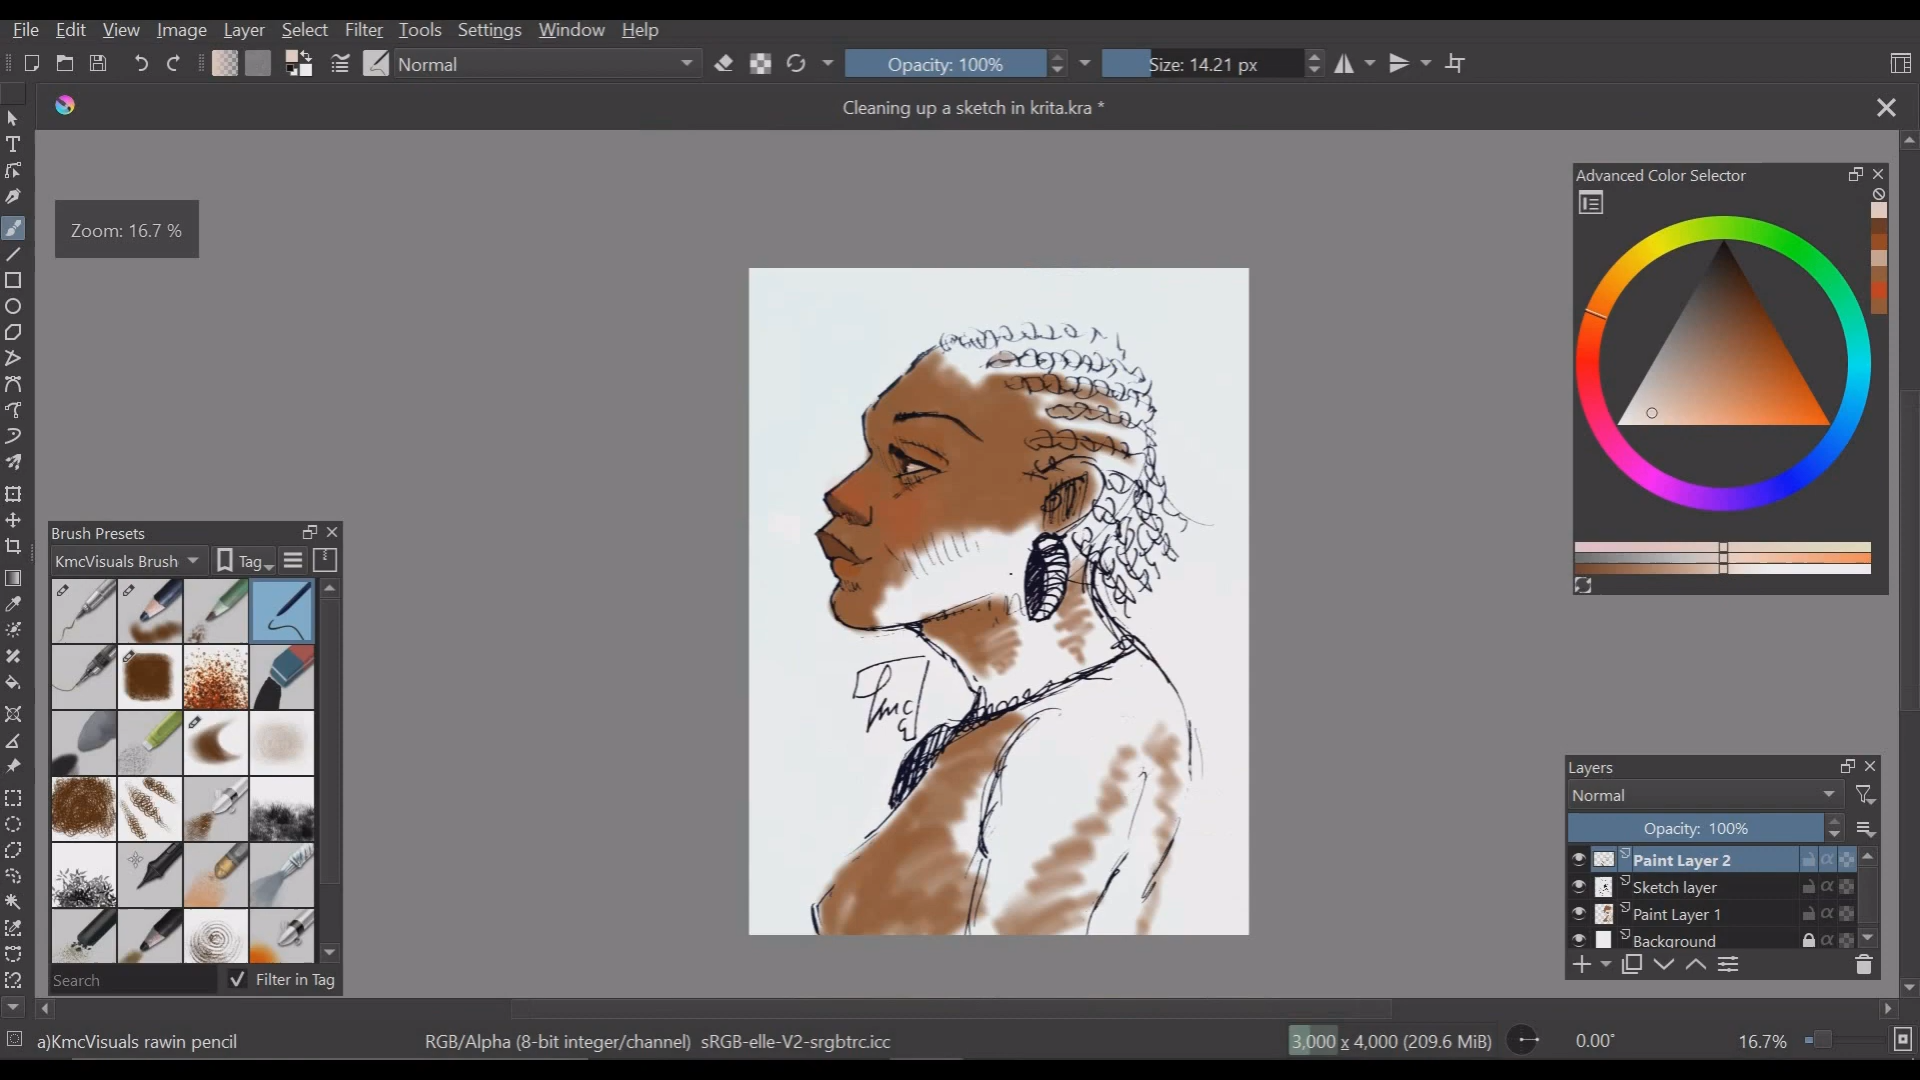 File Edit View Image Layer Select Filter Tools Settings Window Help
Normal Opacity: 100% Size: 14.21 px
Cleaning up a sketch in krita.kra *
Advanced Color Selector
Zoom: 16.7 %
Brush Presets
KmcVisuals Brush Tag
Layers
Normal
Opacity: 100%
Paint Layer 2
Sketch layer
Paint Layer 1
Background
Search Filter in Tag
a)KmcVisuals rawin pencil RGB/Alpha (8-bit integer/channel) sRGB-elle-V2-srgbtrc.icc 3,000 x 4,000 (209.6 MiB) 0.00° 16.7%